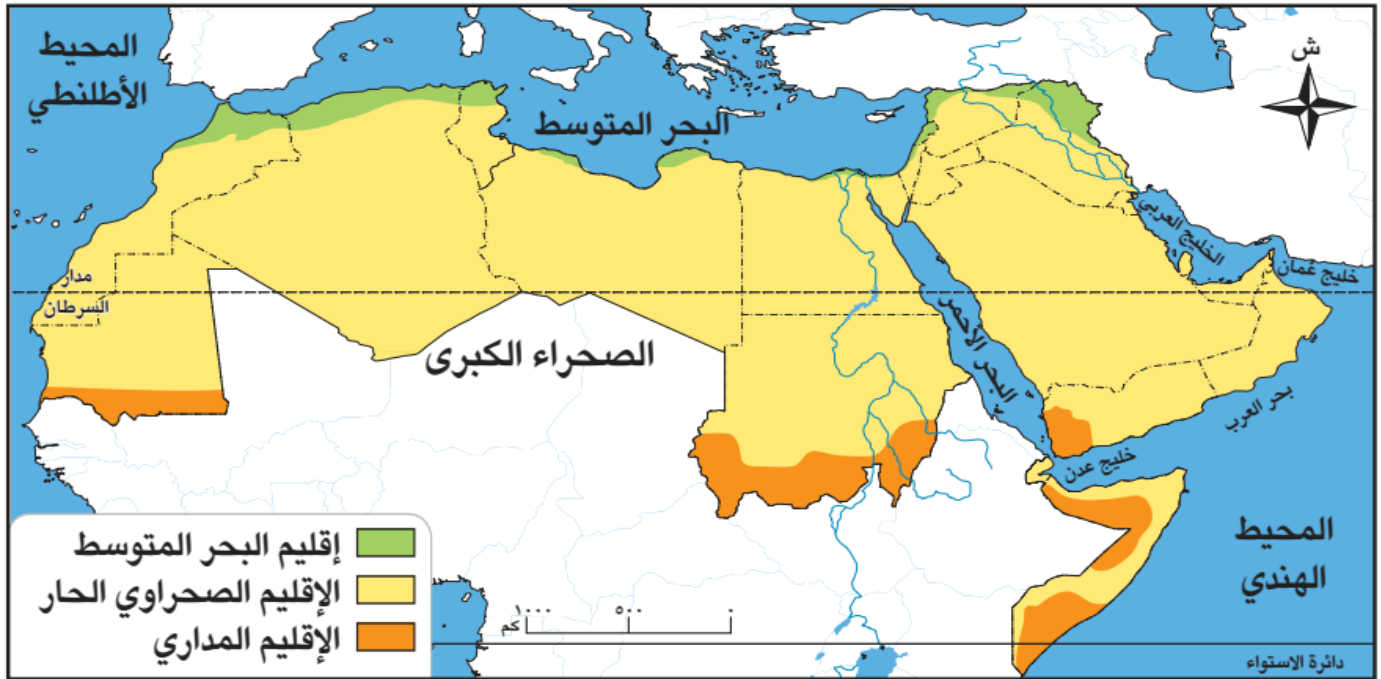 المحيط
الأطلنطي
ش
البحر المتوسط
الخليج العربي
خليج عُمان
مدار
السرطان
البحر الأحمر
الصحراء الكبرى
بحر العرب
خليج عدن
المحيط
الهندي
إقليم البحر المتوسط
الإقليم الصحراوي الحار
الإقليم المداري
١٠٠٠ ٥٠٠ ٠
كم
دائرة الاستواء